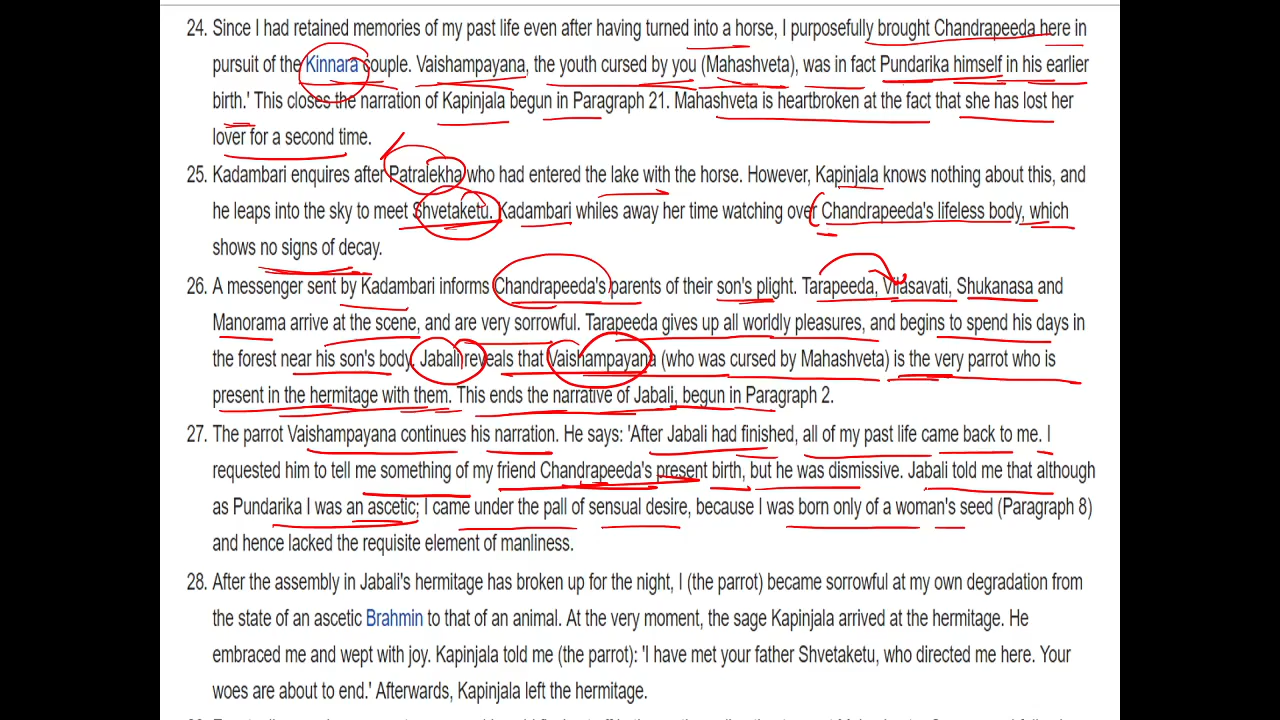 24. Since I had retained memories of my past life even after having turned into a horse, I purposefully brought Chandrapeeda here in
pursuit of the Kinnara couple. Vaishampayana, the youth cursed by you (Mahashveta), was in fact Pundarika himself in his earlier
birth.' This closes the narration of Kapinjala begun in Paragraph 21. Mahashveta is heartbroken at the fact that she has lost her
lover for a second time.
25. Kadambari enquires after Patralekha who had entered the lake with the horse. However, Kapinjala knows nothing about this, and
he leaps into the sky to meet Shvetaketu. Kadambari whiles away her time watching over Chandrapeeda's lifeless body, which
shows no signs of decay.
26. A messenger sent by Kadambari informs Chandrapeeda's parents of their son's plight. Tarapeeda, Vilasavati, Shukanasa and
Manorama arrive at the scene, and are very sorrowful. Tarapeeda gives up all worldly pleasures, and begins to spend his days in
the forest near his son's body. Jabali reveals that Vaishampayana (who was cursed by Mahashveta) is the very parrot who is
present in the hermitage with them. This ends the narrative of Jabali, begun in Paragraph 2.
27. The parrot Vaishampayana continues his narration. He says: 'After Jabali had finished, all of my past life came back to me. I
requested him to tell me something of my friend Chandrapeeda's present birth, but he was dismissive. Jabali told me that although
as Pundarika I was an ascetic; I came under the pall of sensual desire, because I was born only of a woman's seed (Paragraph 8)
and hence lacked the requisite element of manliness.
28. After the assembly in Jabali's hermitage has broken up for the night, I (the parrot) became sorrowful at my own degradation from
the state of an ascetic Brahmin to that of an animal. At the very moment, the sage Kapinjala arrived at the hermitage. He
embraced me and wept with joy. Kapinjala told me (the parrot): 'I have met your father Shvetaketu, who directed me here. Your
woes are about to end.' Afterwards, Kapinjala left the hermitage.